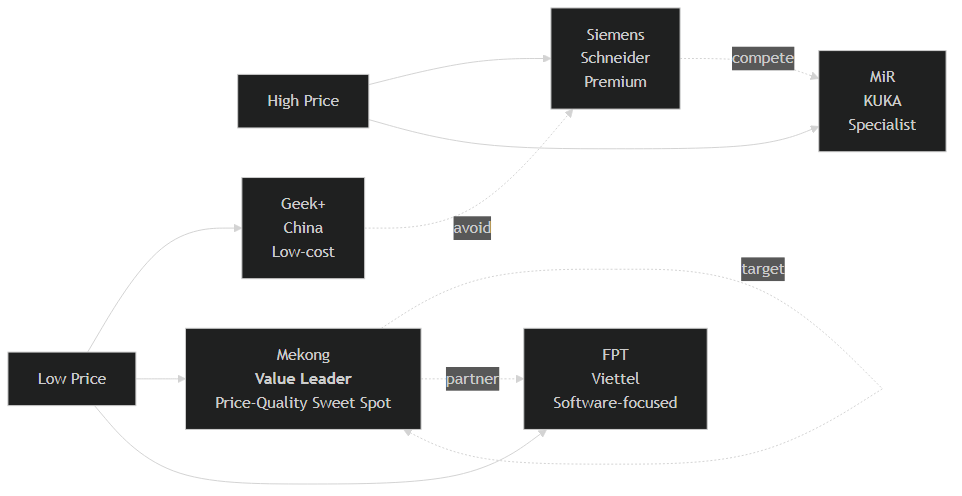 Siemens
Schneider
Premium
compete
MiR
KUKA
Specialist
High Price
Geek+
China
Low-cost
avoid
target
Low Price
Mekong
Value Leader
Price-Quality Sweet Spot
partner
FPT
Viettel
Software-focused